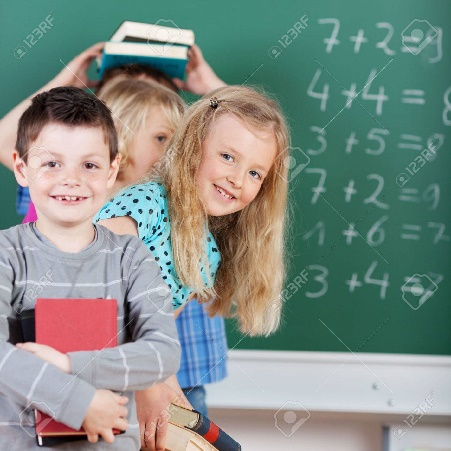 7 + 2 = 9
4 + 4 = 8
3 + 5 =
7 + 2 = 9
1 + 6 = 7
3 + 4 =
123RF